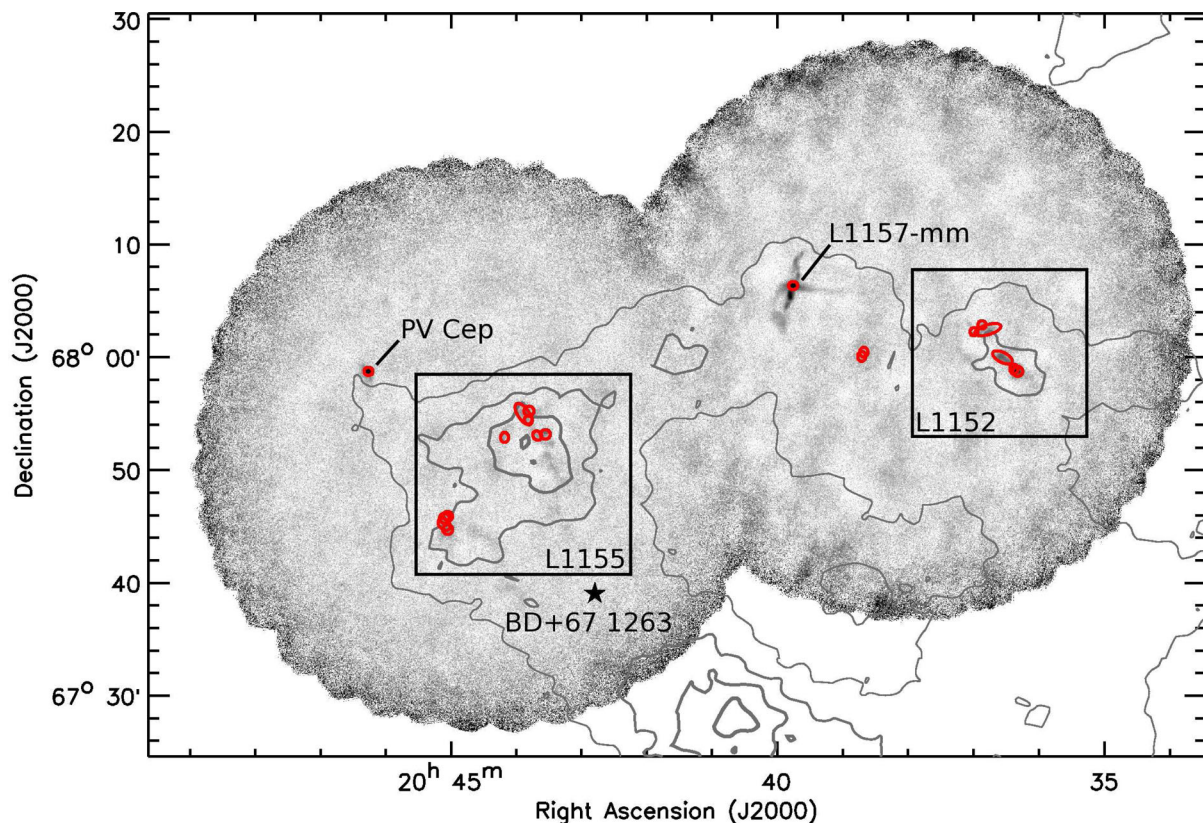 30
20
10
68° 00'
50
40
67° 30'
Declination (J2000)
L1157-mm
PV Cep
L1152
L1155
BD+67 1263
20h 45m
40
35
Right Ascension (J2000)